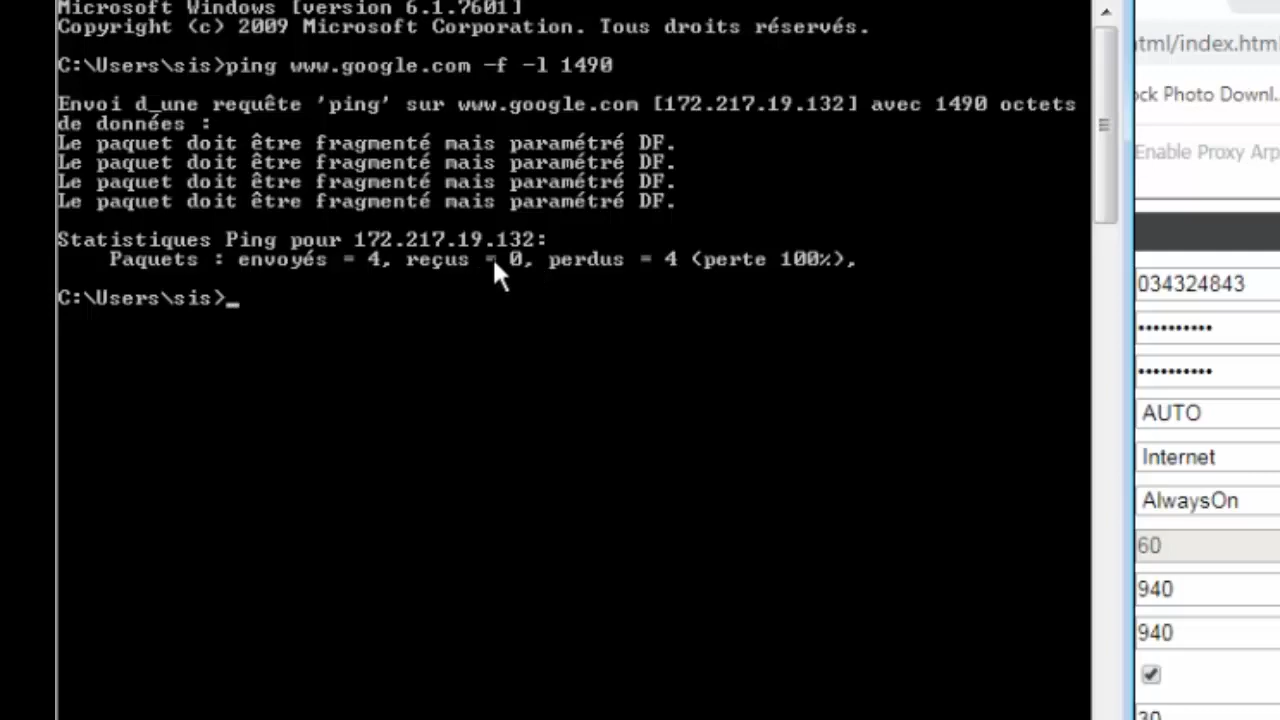 Microsoft Windows [version 6.1.7601]
Copyright (c) 2009 Microsoft Corporation. Tous droits réservés.
C:\Users\sis>ping www.google.com -f -l 1490
Envoi d_une requête 'ping' sur www.google.com [172.217.19.132] avec 1490 octets
de données :
Le paquet doit être fragmenté mais paramétré DF.
Le paquet doit être fragmenté mais paramétré DF.
Le paquet doit être fragmenté mais paramétré DF.
Le paquet doit être fragmenté mais paramétré DF.
Statistiques Ping pour 172.217.19.132:
Paquets : envoyés = 4, reçus = 0, perdus = 4 (perte 100%),
C:\Users\sis>_
tml/index.htm
ck Photo Downl..
Enable Proxy Arp
034324843
••••••••••
••••••••••
AUTO
Internet
AlwaysOn
60
940
940
30